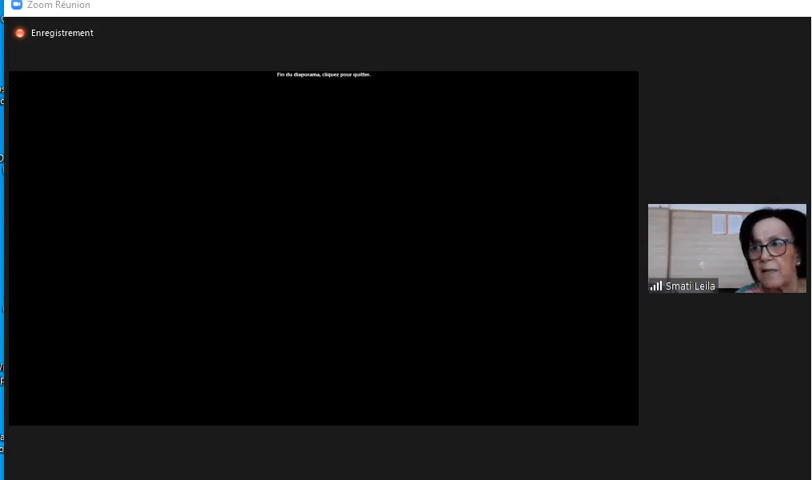 Zoom Réunion
Enregistrement
Fin du diaporama, cliquez pour quitter.
Smati Leila